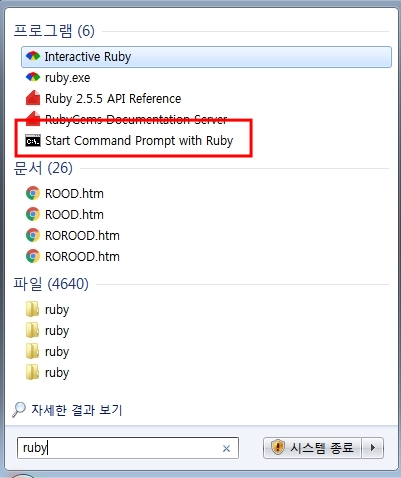 프로그램 (6)
Interactive Ruby
ruby.exe
Ruby 2.5.5 API Reference
RubyGems Documentation Server
Start Command Prompt with Ruby
문서 (26)
ROOD.htm
ROOD.htm
ROROOD.htm
ROROOD.htm
파일 (4640)
ruby
ruby
ruby
ruby
자세한 결과 보기
ruby 시스템 종료